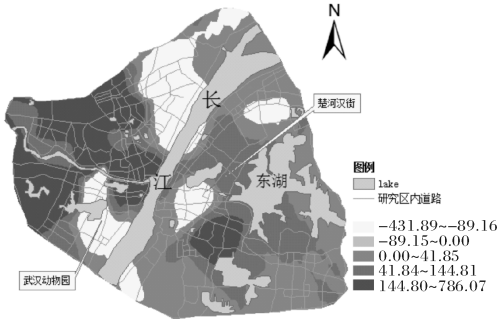 N
长
楚河汉街
江
东湖
武汉动物园
图例
lake
研究区内道路
-431.89~-89.16
-89.15~0.00
0.00~41.85
41.84~144.81
144.80~786.07